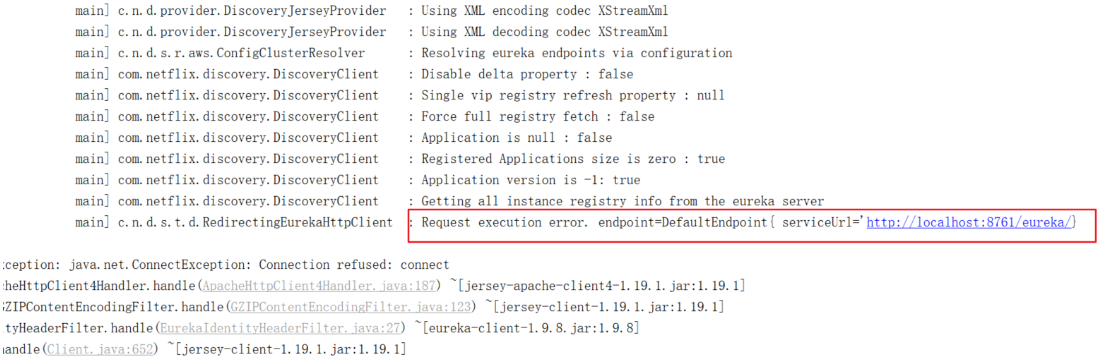 main] c.n.d.provider.DiscoveryJerseyProvider : Using XML encoding codec XStreamXml
main] c.n.d.provider.DiscoveryJerseyProvider : Using XML decoding codec XStreamXml
main] c.n.d.s.r.aws.ConfigClusterResolver : Resolving eureka endpoints via configuration
main] com.netflix.discovery.DiscoveryClient : Disable delta property : false
main] com.netflix.discovery.DiscoveryClient : Single vip registry refresh property : null
main] com.netflix.discovery.DiscoveryClient : Force full registry fetch : false
main] com.netflix.discovery.DiscoveryClient : Application is null : false
main] com.netflix.discovery.DiscoveryClient : Registered Applications size is zero : true
main] com.netflix.discovery.DiscoveryClient : Application version is -1: true
main] com.netflix.discovery.DiscoveryClient : Getting all instance registry info from the eureka server
main] c.n.d.s.t.d.RedirectingEurekaHttpClient : Request execution error. endpoint=DefaultEndpoint{ serviceUrl='http://localhost:8761/eureka/}
xception: java.net.ConnectException: Connection refused: connect
cheHttpClient4Handler.handle(ApacheHttpClient4Handler.java:187) ~[jersey-apache-client4-1.19.1.jar:1.19.1]
GZIPContentEncodingFilter.handle(GZIPContentEncodingFilter.java:123) ~[jersey-client-1.19.1.jar:1.19.1]
tyHeaderFilter.handle(EurekaIdentityHeaderFilter.java:27) ~[eureka-client-1.9.8.jar:1.9.8]
handle(Client.java:652) ~[jersey-client-1.19.1.jar:1.19.1]